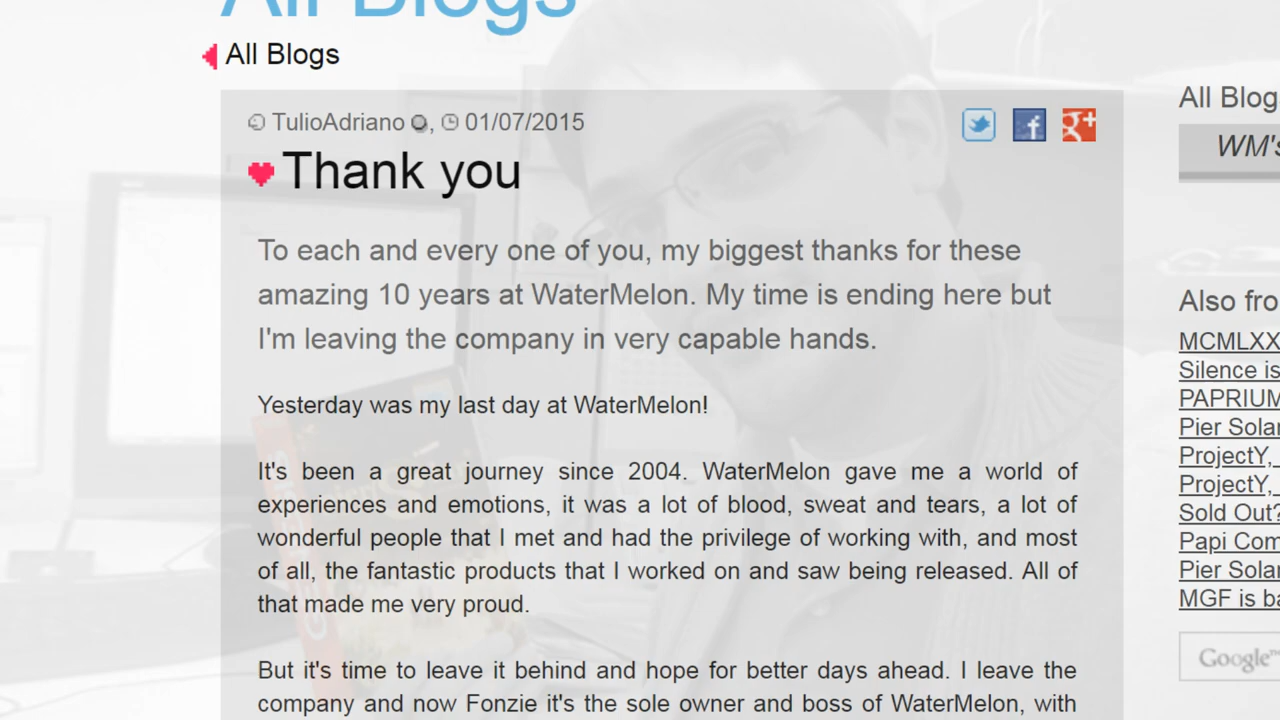 All Blogs
All Blogs
TulioAdriano , 01/07/2015
Thank you
To each and every one of you, my biggest thanks for these
amazing 10 years at WaterMelon. My time is ending here but
I'm leaving the company in very capable hands.
Yesterday was my last day at WaterMelon!
It's been a great journey since 2004. WaterMelon gave me a world of
experiences and emotions, it was a lot of blood, sweat and tears, a lot of
wonderful people that I met and had the privilege of working with, and most
of all, the fantastic products that I worked on and saw being released. All of
that made me very proud.
But it's time to leave it behind and hope for better days ahead. I leave the
company and now Fonzie it's the sole owner and boss of WaterMelon, with
All Blog
WM's
Also fro
MCMLXX
Silence is
PAPRIUM
Pier Solar
ProjectY,
ProjectY,
Sold Out?
Papi Com
Pier Solar
MGF is ba
Google™